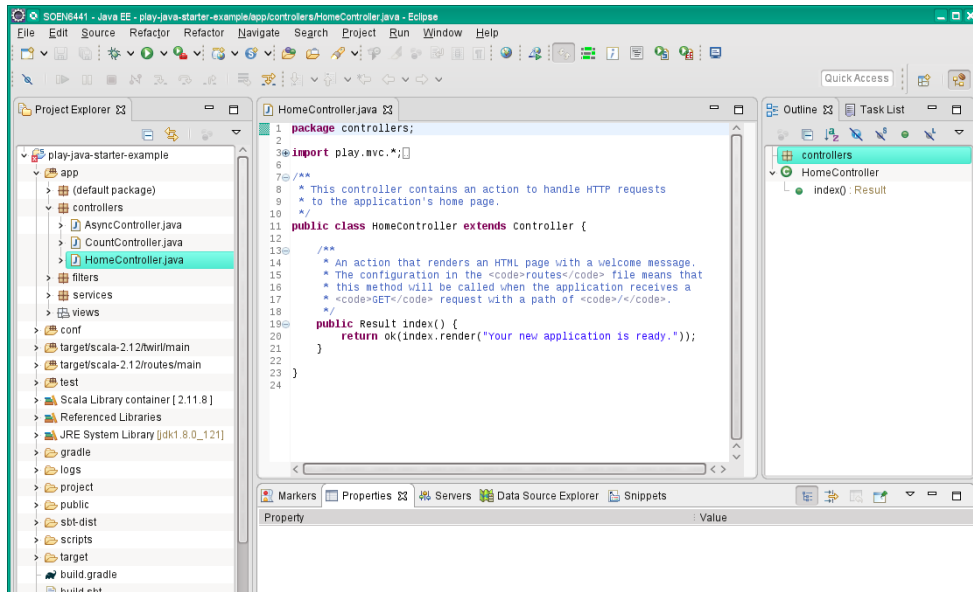 SOEN6441 - Java EE - play-java-starter-example/app/controllers/HomeController.java - Eclipse
File Edit Source Refactor Refactor Navigate Search Project Run Window Help
Quick Access
Project Explorer
play-java-starter-example
app
(default package)
controllers
AsyncController.java
CountController.java
HomeController.java
filters
services
views
conf
target/scala-2.12/twirl/main
target/scala-2.12/routes/main
test
Scala Library container [ 2.11.8 ]
Referenced Libraries
JRE System Library [jdk1.8.0_121]
gradle
logs
project
public
sbt-dist
scripts
target
build.gradle
build.sbt
HomeController.java
1 package controllers;
2
3 import play.mvc.*;
6
7 /**
8 * This controller contains an action to handle HTTP requests
9 * to the application's home page.
10 */
11 public class HomeController extends Controller {
12
13 /**
14 * An action that renders an HTML page with a welcome message.
15 * The configuration in the <code>routes</code> file means that
16 * this method will be called when the application receives a
17 * <code>GET</code> request with a path of <code>/</code>.
18 */
19 public Result index() {
20 return ok(index.render("Your new application is ready."));
21 }
22
23 }
24
Outline Task List
controllers
HomeController
index() : Result
Markers Properties Servers Data Source Explorer Snippets
Property Value